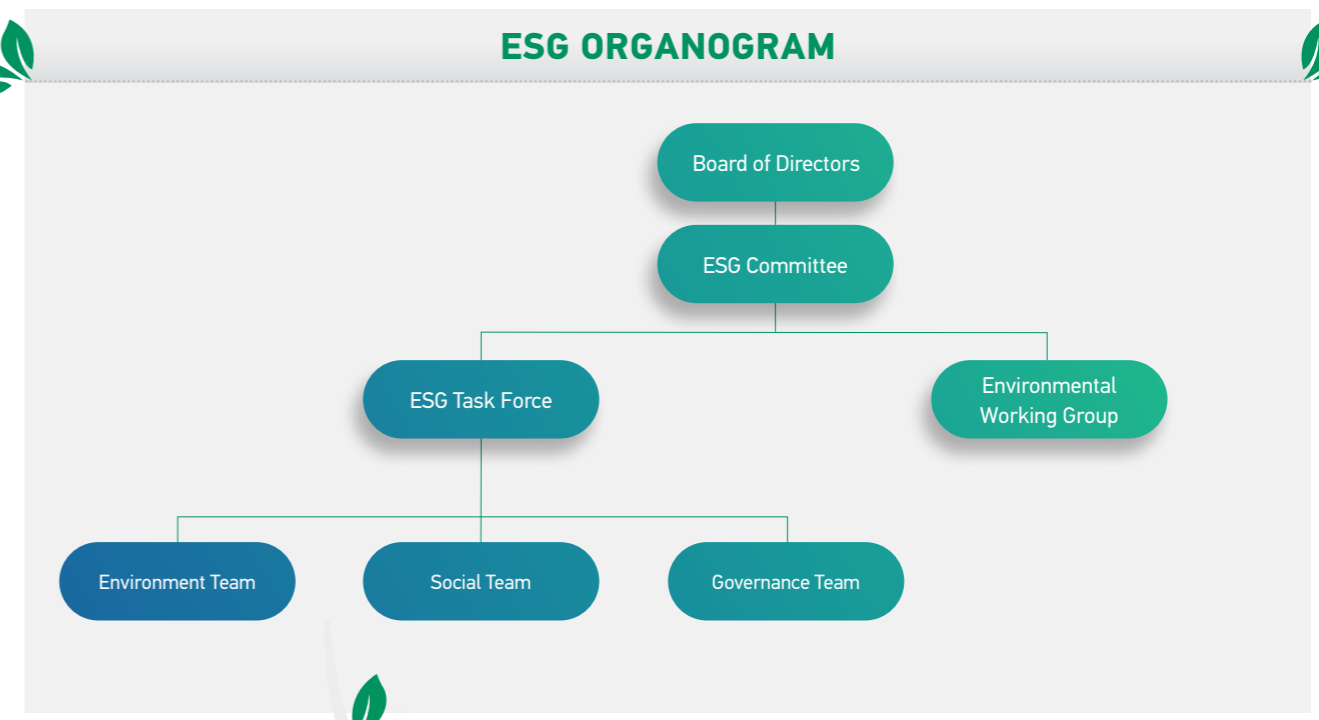 ESG ORGANOGRAM
Board of Directors
ESG Committee
ESG Task Force
Environmental
Working Group
Environment Team
Social Team
Governance Team